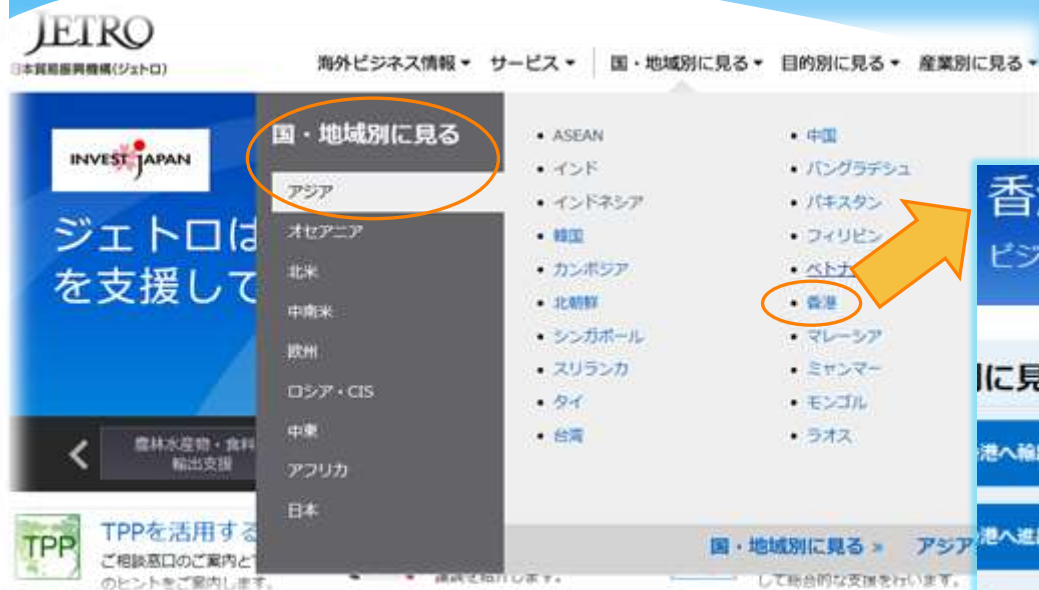 JETRO
日本貿易振興機構(ジェトロ)
海外ビジネス情報 サービス 国・地域別に見る 目的別に見る 産業別に見る
INVEST JAPAN
ジェトロは
を支援して
農林水産物・食料
輸出支援
国・地域別に見る
アジア
オセアニア
北米
中南米
欧州
ロシア・CIS
中東
アフリカ
日本
• ASEAN
• インド
• インドネシア
• 韓国
• カンボジア
• 北朝鮮
• シンガポール
• スリランカ
• タイ
• 台湾
• 中国
• バングラデシュ
• パキスタン
• フィリピン
• ベトナ
• 香港
• マレーシア
• ミャンマー
• モンゴル
• ラオス
国・地域別に見る » アジア
TPP
TPPを活用する
ご相談窓口のご案内と
のヒントをご案内します。
して総合的な支援を行います。
香
ビジ
に見
港へ輸
港へ進